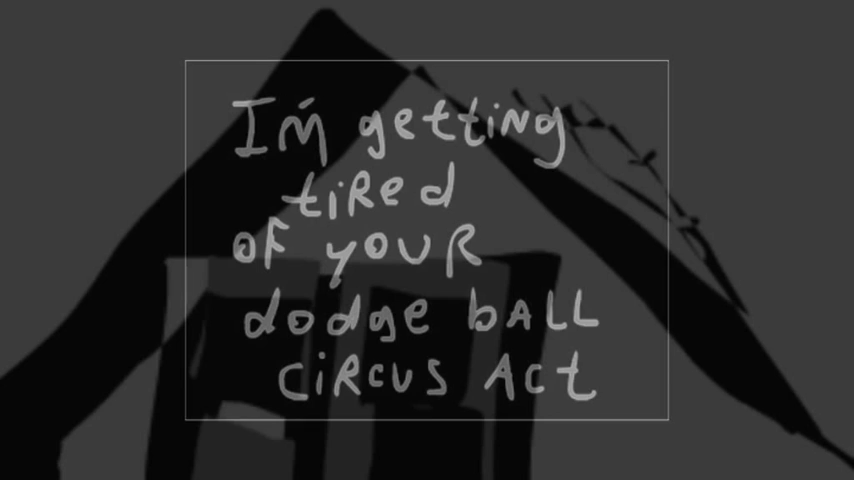 I'm getting
tiRed
of youR
dodge bALL
ciRcus Act